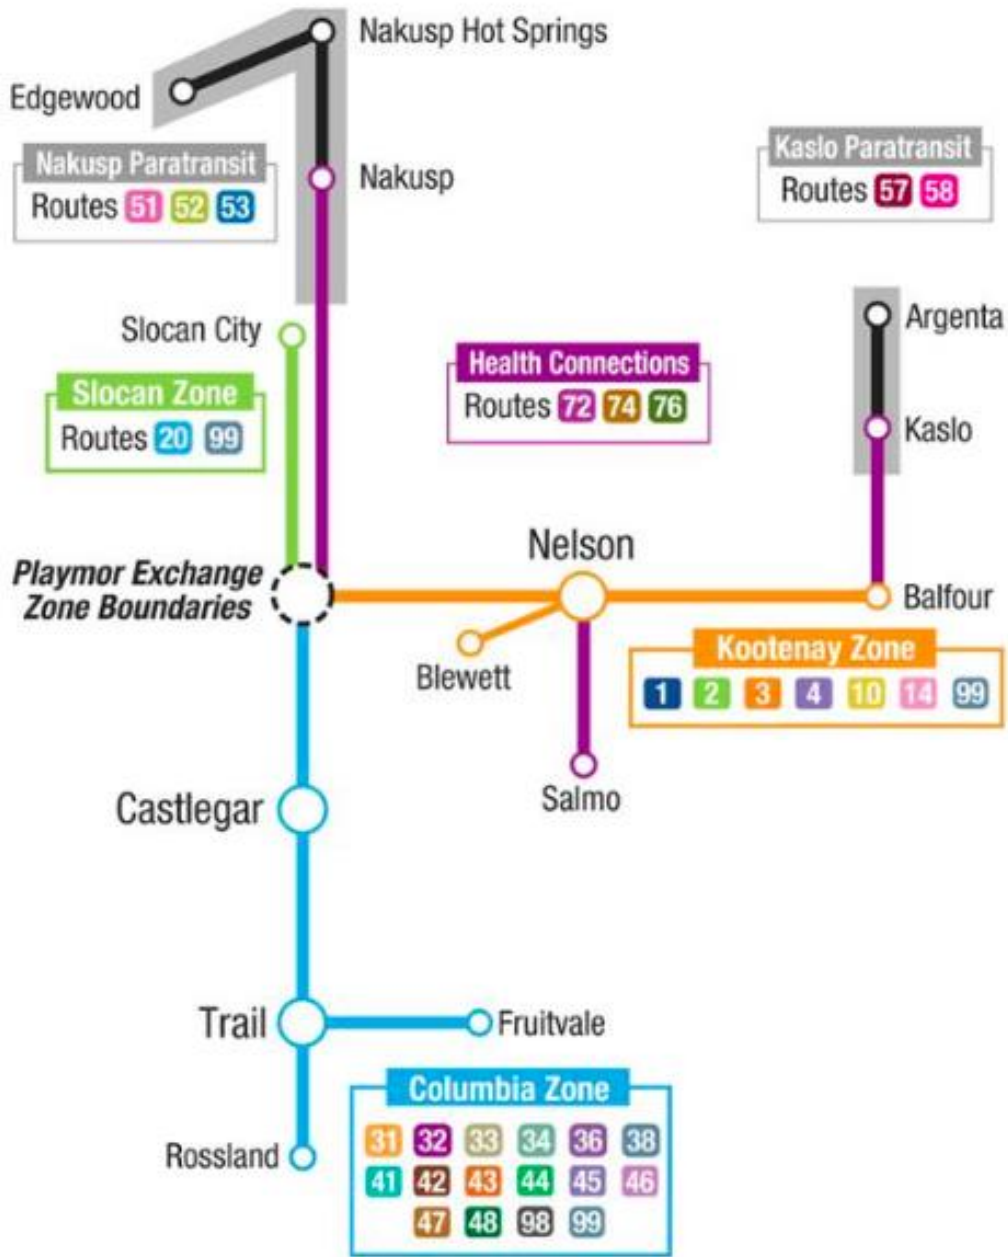 Nakusp Hot Springs
Edgewood
Nakusp Paratransit
Routes 51 52 53
Nakusp
Kaslo Paratransit
Routes 57 58
Slocan City
Argenta
Health Connections
Routes 72 74 76
Slocan Zone
Routes 20 99
Kaslo
Nelson
Playmor Exchange
Zone Boundaries
Balfour
Blewett
Kootenay Zone
1 2 3 4 10 14 99
Salmo
Castlegar
Trail
Fruitvale
Columbia Zone
31 32 33 34 36 38
41 42 43 44 45 46
47 48 98 99
Rossland